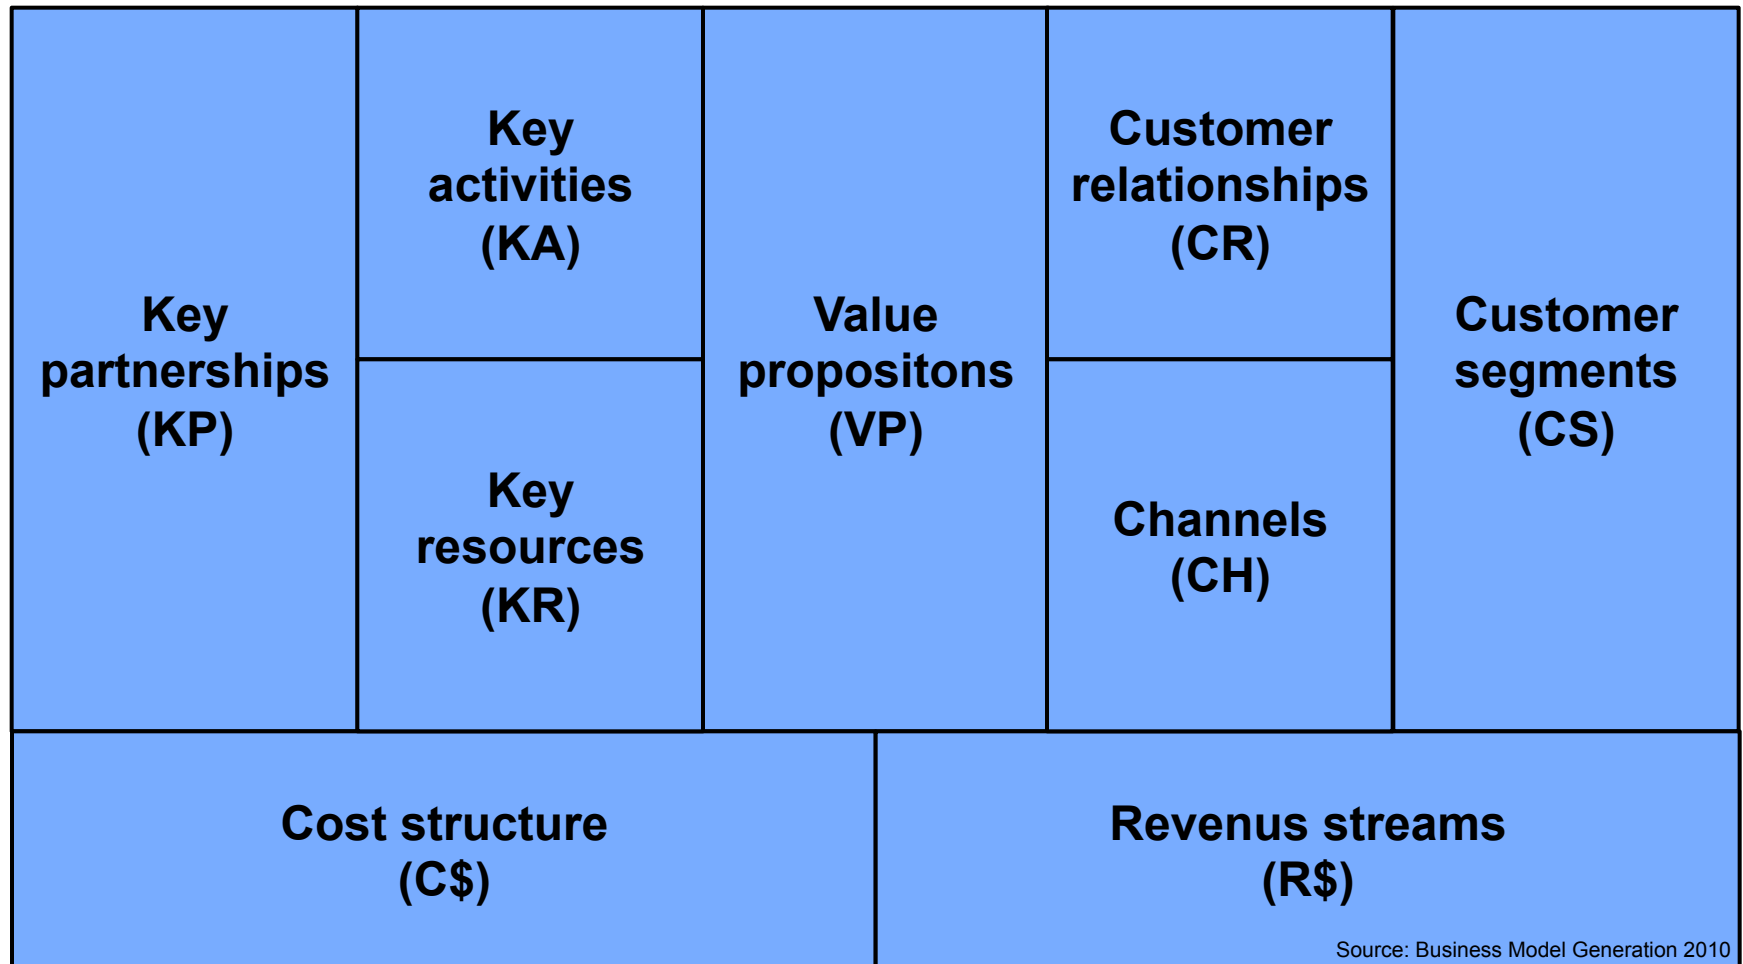 Key
partnerships
(KP)
Key
activities
(KA)
Key
resources
(KR)
Value
propositons
(VP)
Customer
relationships
(CR)
Channels
(CH)
Customer
segments
(CS)
Cost structure
(C$)
Revenus streams
(R$)
Source: Business Model Generation 2010